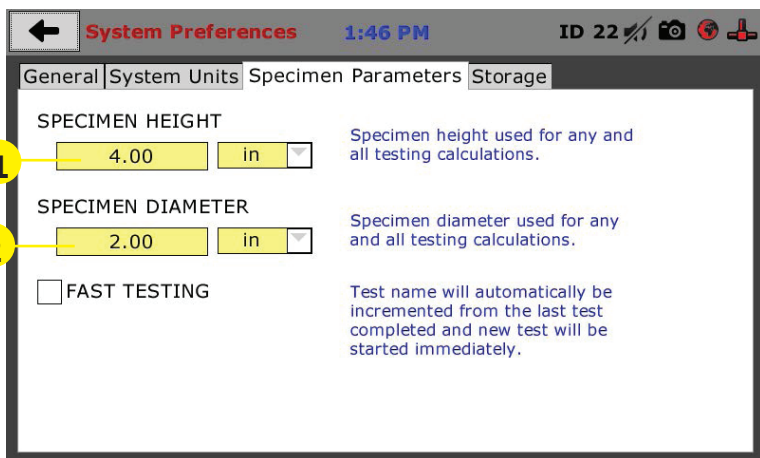 System Preferences 1:46 PM ID 22
General System Units Specimen Parameters Storage
SPECIMEN HEIGHT
4.00 in
Specimen height used for any and
all testing calculations.
1
SPECIMEN DIAMETER
2.00 in
Specimen diameter used for any
and all testing calculations.
FAST TESTING
Test name will automatically be
incremented from the last test
completed and new test will be
started immediately.